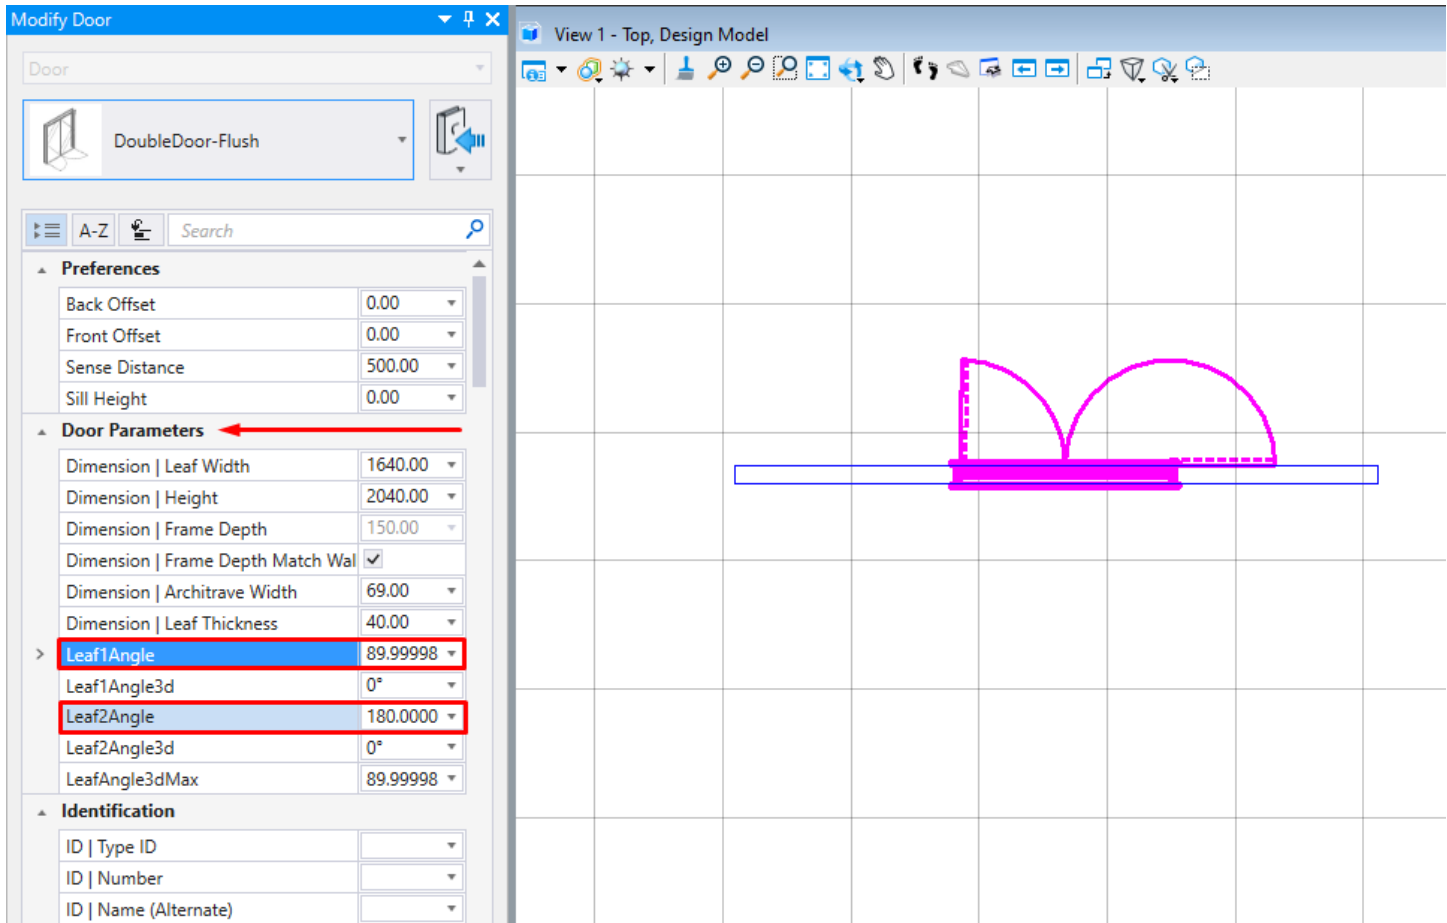 Modify Door
View 1 - Top, Design Model
Door
DoubleDoor-Flush
A-Z
Search
Preferences
Back Offset 0.00
Front Offset 0.00
Sense Distance 500.00
Sill Height 0.00
Door Parameters
Dimension | Leaf Width 1640.00
Dimension | Height 2040.00
Dimension | Frame Depth 150.00
Dimension | Frame Depth Match Wal
Dimension | Architrave Width 69.00
Dimension | Leaf Thickness 40.00
Leaf1Angle 89.99998
Leaf1Angle3d 0°
Leaf2Angle 180.0000
Leaf2Angle3d 0°
LeafAngle3dMax 89.99998
Identification
ID | Type ID
ID | Number
ID | Name (Alternate)